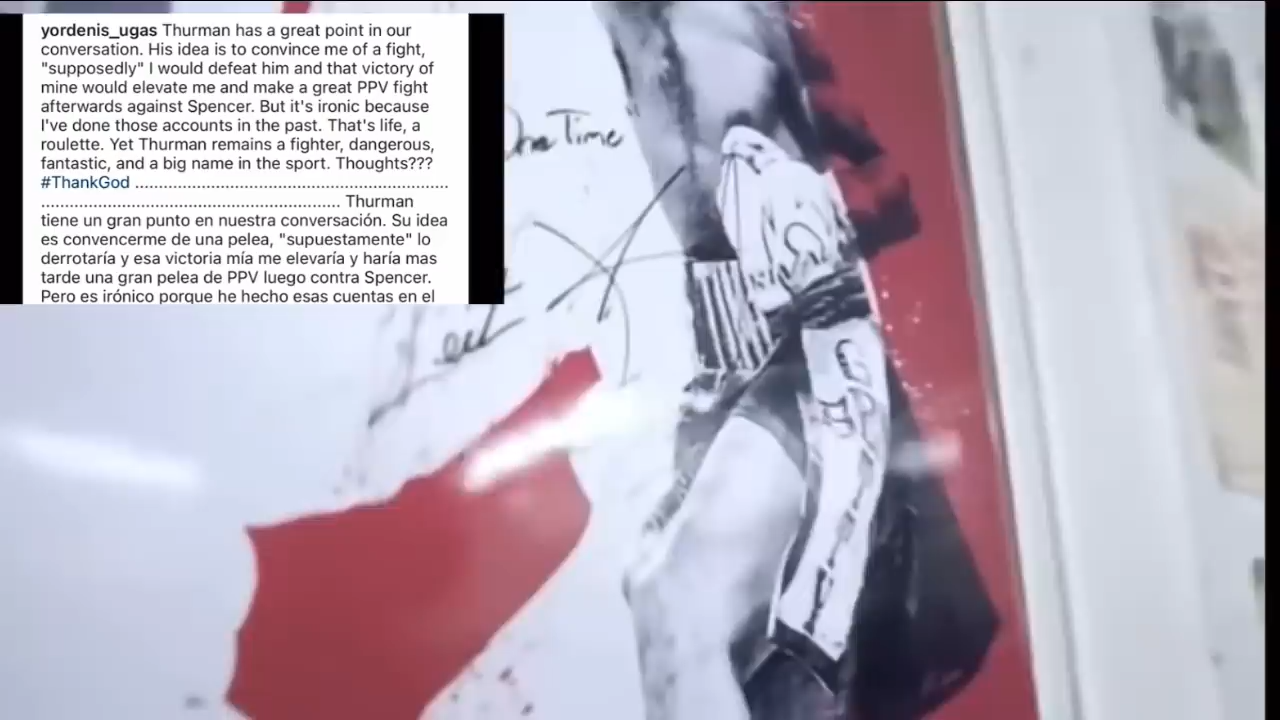 yordenis_ugas Thurman has a great point in our
conversation. His idea is to convince me of a fight,
"supposedly" I would defeat him and that victory of
mine would elevate me and make a great PPV fight
afterwards against Spencer. But it's ironic because
I've done those accounts in the past. That's life, a
roulette. Yet Thurman remains a fighter, dangerous,
fantastic, and a big name in the sport. Thoughts???
#ThankGod ..................................................................
............................................................... Thurman
tiene un gran punto en nuestra conversación. Su idea
es convencerme de una pelea, "supuestamente" lo
derrotaría y esa victoria mía me elevaría y haría mas
tarde una gran pelea de PPV luego contra Spencer.
Pero es irónico porque he hecho esas cuentas en el
One Time